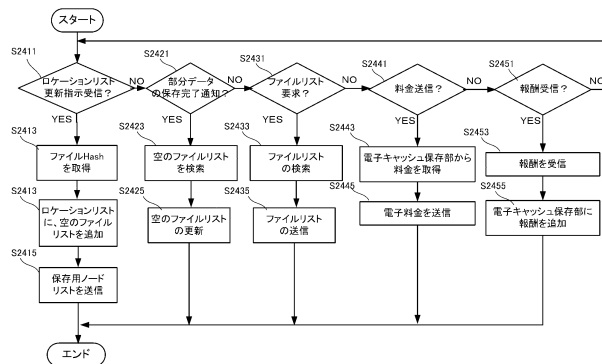 スタート
S2411
ロケーションリスト
更新指示受信？
NO
YES
S2421
部分データ
の保存完了通知？
NO
YES
S2431
ファイルリスト
要求？
NO
YES
S2441
料金送信？
NO
YES
S2451
報酬受信？
NO
YES
S2413
ファイルHash
を取得
S2413
ロケーションリスト
に、空のファイル
リストを追加
S2415
保存用ノード
リストを送信
S2423
空のファイルリスト
を検索
S2425
空のファイルリスト
の更新
S2433
ファイルリスト
の検索
S2435
ファイルリスト
の送信
S2443
電子キャッシュ保存部から
料金を取得
S2445
電子料金を送信
S2453
報酬を受信
S2455
電子キャッシュ保存部に
報酬を追加
エンド